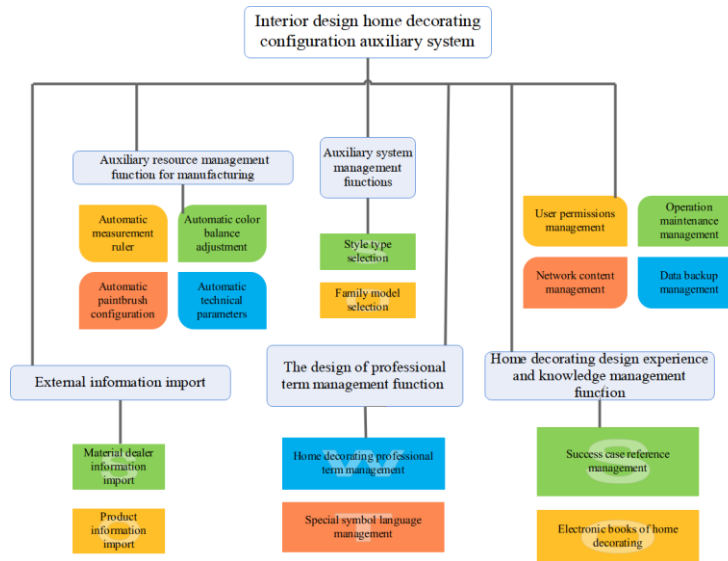 Interior design home decorating
configuration auxiliary system
Auxiliary resource management
function for manufacturing
Automatic
measurement
ruler
Automatic color
balance
adjustment
Automatic
paintbrush
configuration
Automatic
technical
parameters
Auxiliary system
management
functions
Style type
selection
Family model
selection
User permissions
management
Operation
maintenance
management
Network content
management
Data backup
management
External information import
Material dealer
information
import
Product
information
import
The design of professional
term management function
Home decorating professional
term management
Special symbol language
management
Home decorating design experience
and knowledge management
function
Success case reference
management
Electronic books of home
decorating